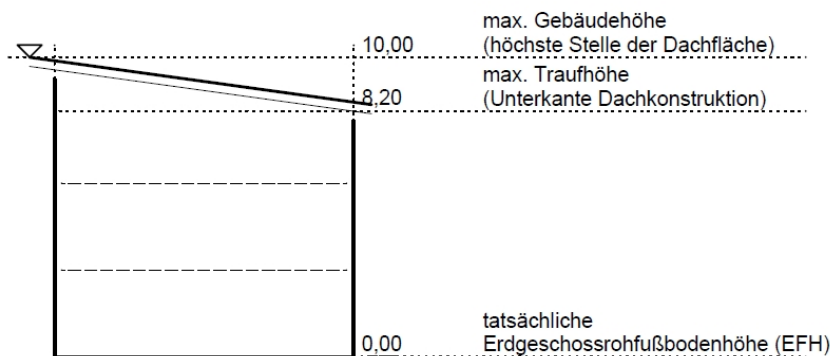 max. Gebäudehöhe
10,00 (höchste Stelle der Dachfläche)
max. Traufhöhe
8,20 (Unterkante Dachkonstruktion)
tatsächliche
0,00 Erdgeschossrohfußbodenhöhe (EFH)